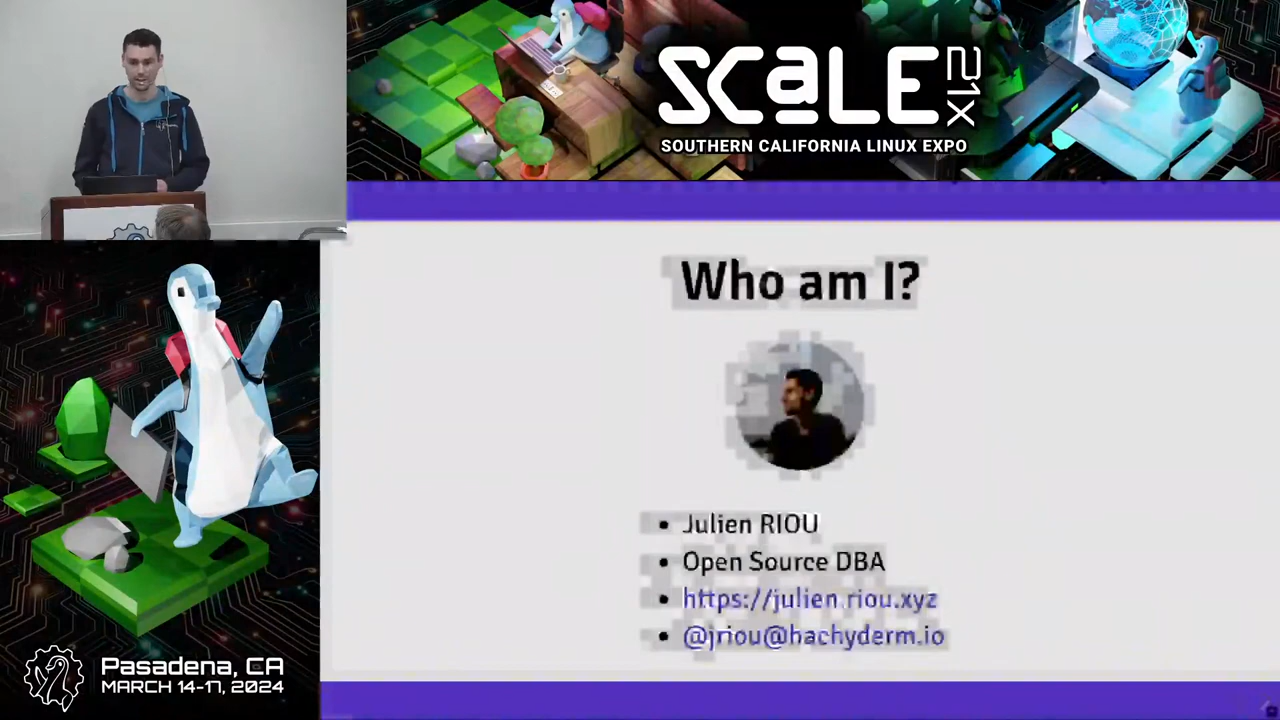 SCaLE 21x
SOUTHERN CALIFORNIA LINUX EXPO
Who am I?
Julien RIOU
Open Source DBA
https://julien.riou.xyz
@jriou@hachyderm.io
Pasadena, CA
MARCH 14-17, 2024